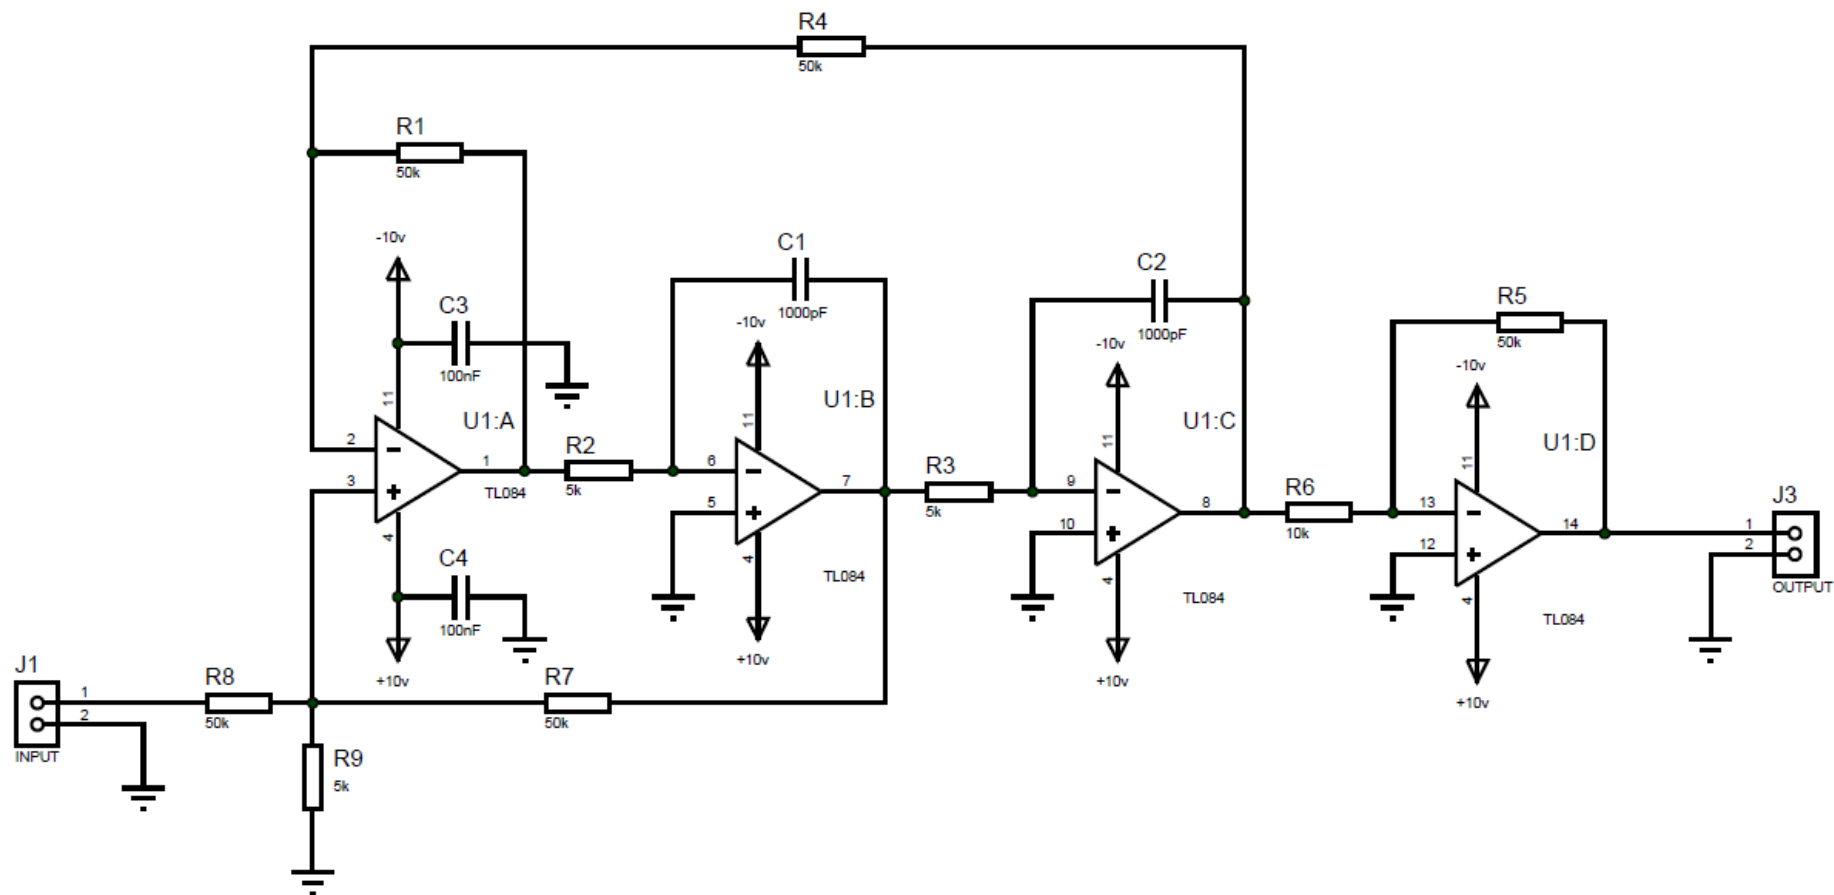 R4
50k
R1
50k
-10v
C3
100nF
11
U1:A
2
3
1
TL084
4
C4
100nF
+10v
R2
5k
C1
1000pF
-10v
11
U1:B
6
5
7
4
TL084
+10v
R3
5k
C2
1000pF
-10v
11
U1:C
9
10
8
4
TL084
+10v
R6
10k
R5
50k
-10v
11
U1:D
13
12
14
4
TL084
+10v
J3
1
2
OUTPUT
J1
1
2
INPUT
R8
50k
R7
50k
R9
5k